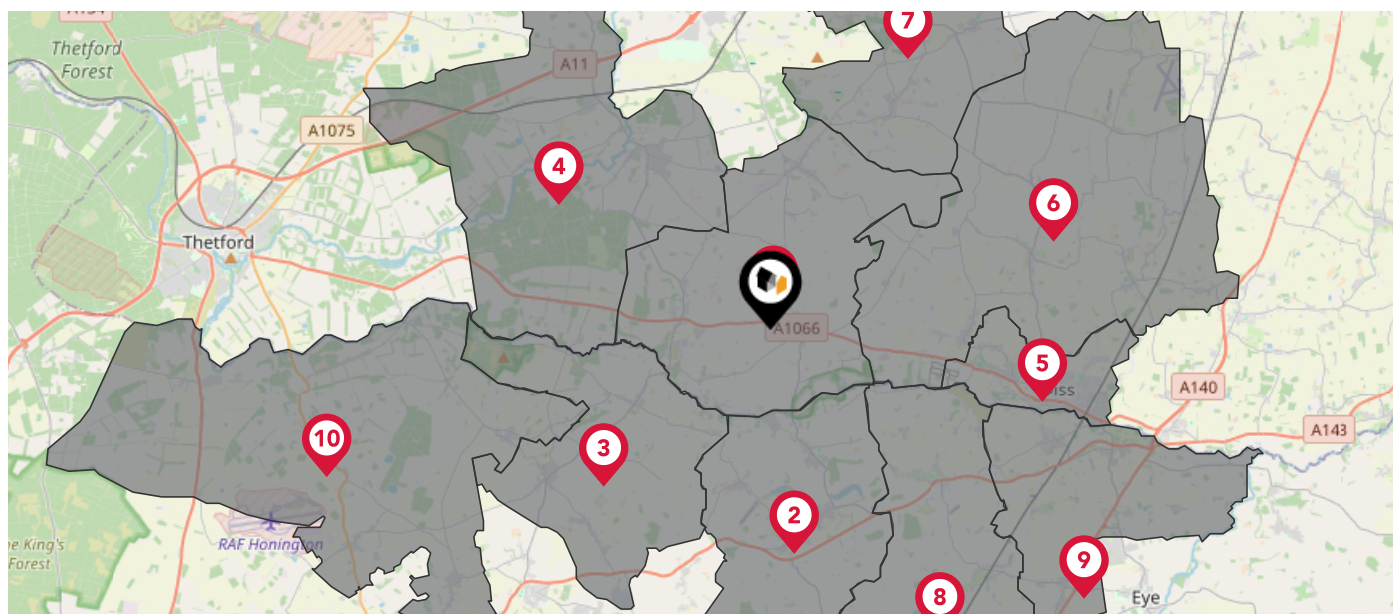 A134
7
Thetford
Forest
A11
A1075
4
6
Thetford
A1066
5
Diss
A140
A143
10
3
2
RAF Honington
he King's
Forest
9
8
Eye